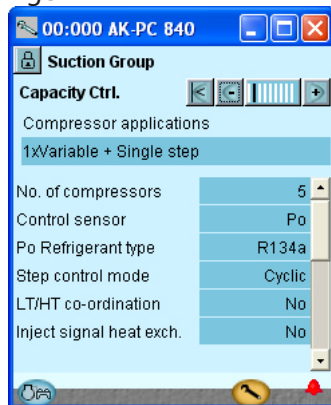 00:000 AK-PC 840
Suction Group
Capacity Ctrl.
Compressor applications
1xVariable + Single step
No. of compressors 5
Control sensor Po
Po Refrigerant type R134a
Step control mode Cyclic
LT/HT co-ordination No
Inject signal heat exch. No